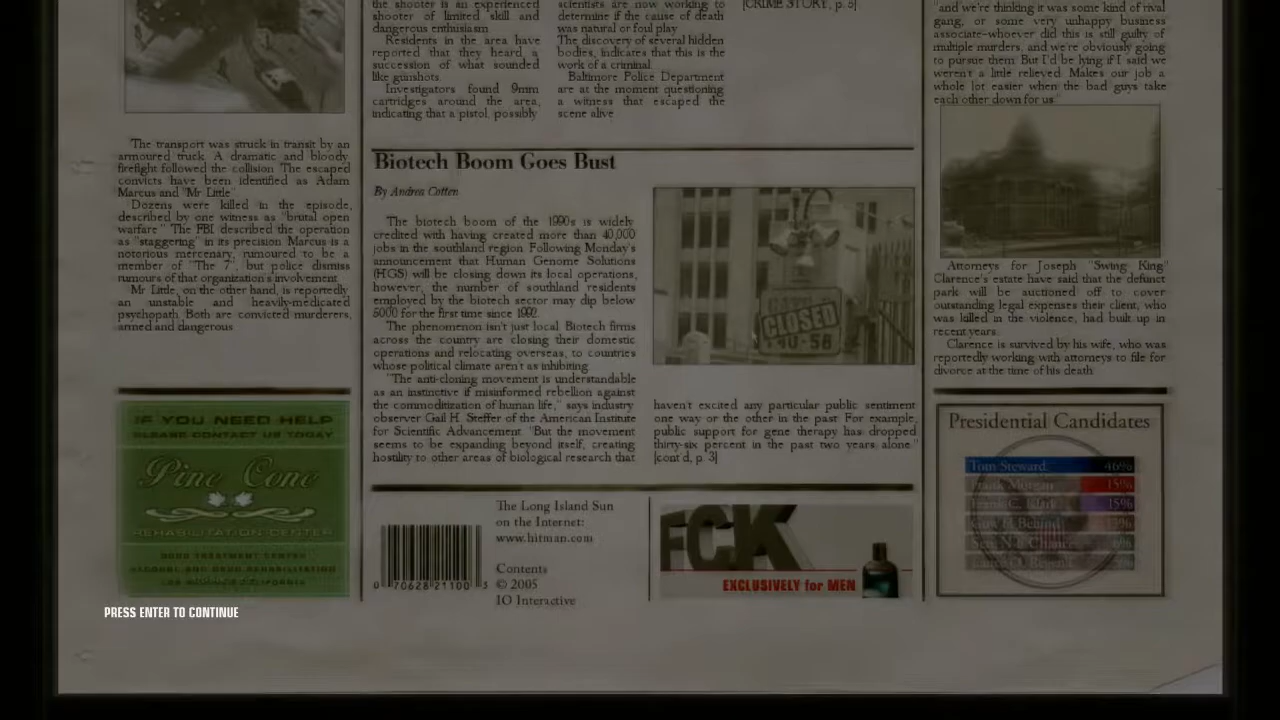 the shooter is an experienced
shooter of limited skill and
dangerous enthusiasm
Residents in the area have
reported that they heard a
succession of what sounded
like gunshots.
Investigators found 9mm
cartridges around the area,
indicating that a pistol, possibly
scientists are now working to
determine if the cause of death
was natural or foul play
The discovery of several hidden
bodies, indicates that this is the
work of a criminal.
Baltimore Police Department
are at the moment questioning
a witness that escaped the
scene alive
[CRIME STORY, p. 5]
"and we're thinking it was some kind of rival
gang, or some very unhappy business
associate–whoever did this is still guilty of
multiple murders, and we're obviously going
to pursue them. But I'd be lying if I said we
weren't a little relieved. Makes our job a
whole lot easier when the bad guys take
each other down for us"
The transport was struck in transit by an
armoured truck. A dramatic and bloody
firefight followed the collision. The escaped
convicts have been identified as Adam
Marcus and "Mr Little"
Dozens were killed in the episode,
described by one witness as "brutal open
warfare." The FBI described the operation
as "staggering" in its precision. Marcus is a
notorious mercenary, rumoured to be a
member of "The 7", but police dismiss
rumours of that organization's involvement.
Mr Little, on the other hand, is reportedly
an unstable and heavily-medicated
psychopath. Both are convicted murderers,
armed and dangerous
Biotech Boom Goes Bust
By Andrea Cotten
The biotech boom of the 1990s is widely
credited with having created more than 40,000
jobs in the southland region. Following Monday's
announcement that Human Genome Solutions
(HGS) will be closing down its local operations,
however, the number of southland residents
employed by the biotech sector may dip below
5000 for the first time since 1992.
The phenomenon isn't just local. Biotech firms
across the country are closing their domestic
operations and relocating overseas, to countries
whose political climate aren't as inhibiting.
"The anti-cloning movement is understandable
as an instinctive if misinformed rebellion against
the commoditization of human life," says industry
observer Gail H. Steffer of the American Institute
for Scientific Advancement. "But the movement
seems to be expanding beyond itself, creating
hostility to other areas of biological research that
CLOSED
haven't excited any particular public sentiment
one way or the other in the past. For example,
public support for gene therapy has dropped
thirty-six percent in the past two years alone."
[cont'd, p. 3]
Attorneys for Joseph "Swing King"
Clarence's estate have said that the defunct
park will be auctioned off to cover
outstanding legal expenses their client, who
was killed in the violence, had built up in
recent years.
Clarence is survived by his wife, who was
reportedly working with attorneys to file for
divorce at the time of his death.
IF YOU NEED HELP
PLEASE CONTACT US TODAY
Pine Cone
REHABILITATION CENTER
DRUG TREATMENT CENTER
ALCOHOL AND DRUG REHABILITATION
0 70628 21100 5
The Long Island Sun
on the Internet:
www.hitman.com
Contents
© 2005
IO Interactive
FCK
EXCLUSIVELY for MEN
Presidential Candidates
Tom Steward 46%
Frank Morgan 15%
15%
PRESS ENTER TO CONTINUE